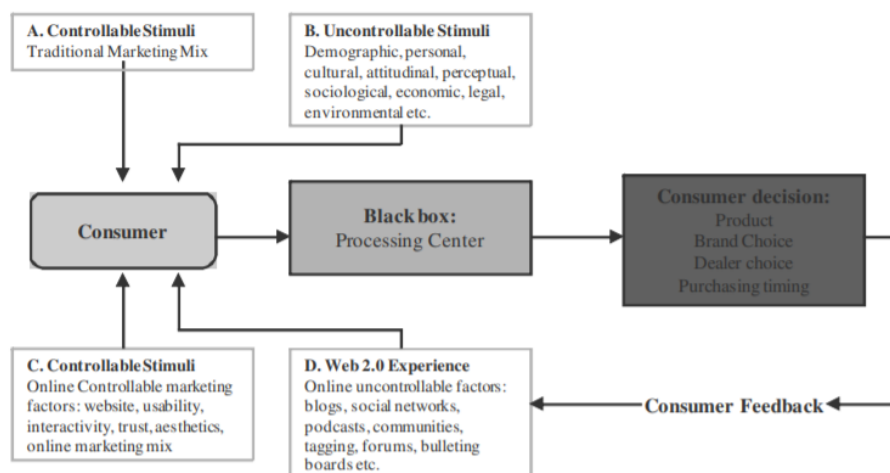 A. Controllable Stimuli
Traditional Marketing Mix
B. Uncontrollable Stimuli
Demographic, personal,
cultural, attitudinal, perceptual,
sociological, economic, legal,
environmental etc.
Consumer
Black box:
Processing Center
Consumer decision:
Product
Brand Choice
Dealer choice
Purchasing timing
C. Controllable Stimuli
Online Controllable marketing
factors: website, usability,
interactivity, trust, aesthetics,
online marketing mix
D. Web 2.0 Experience
Online uncontrollable factors:
blogs, social networks,
podcasts, communities,
tagging, forums, bulleting
boards etc.
Consumer Feedback